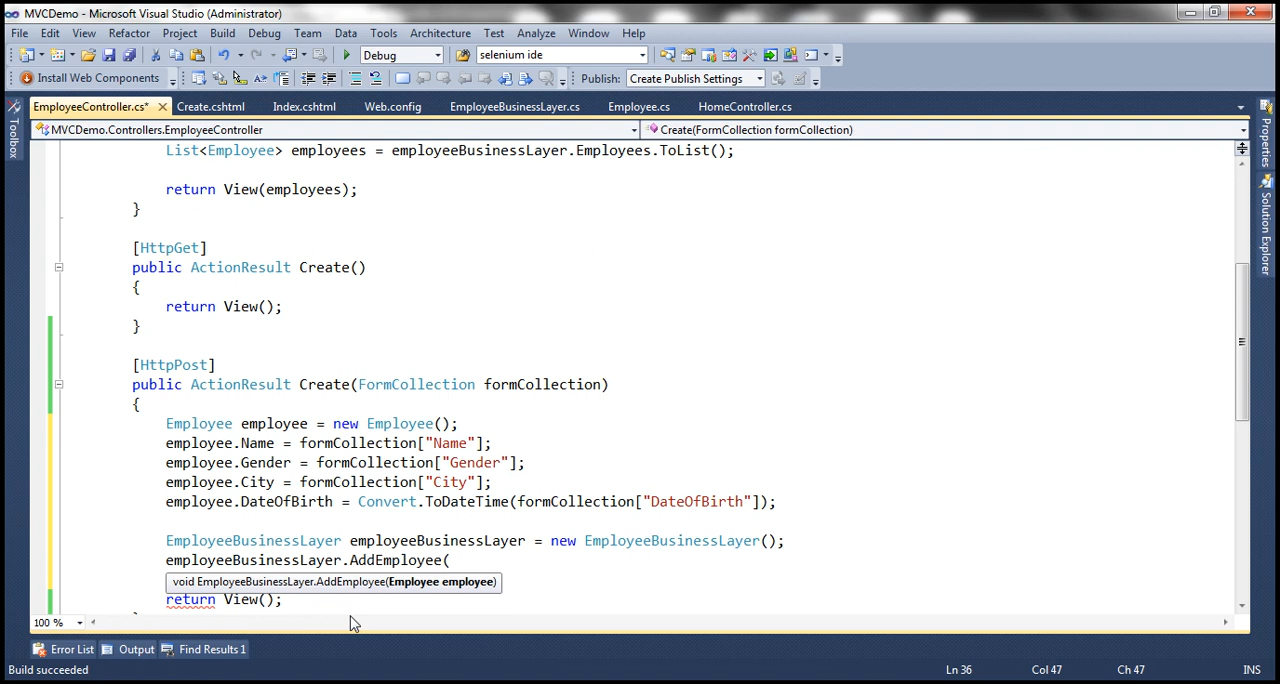 MVCDemo - Microsoft Visual Studio (Administrator)
File Edit View Refactor Project Build Debug Team Data Tools Architecture Test Analyze Window Help
Debug selenium ide
Install Web Components Publish: Create Publish Settings
EmployeeController.cs* Create.cshtml Index.cshtml Web.config EmployeeBusinessLayer.cs Employee.cs HomeController.cs
MVCDemo.Controllers.EmployeeController Create(FormCollection formCollection)
Toolbox
Properties
Solution Explorer
List<Employee> employees = employeeBusinessLayer.Employees.ToList();
return View(employees);
}
[HttpGet]
public ActionResult Create()
{
return View();
}
[HttpPost]
public ActionResult Create(FormCollection formCollection)
{
Employee employee = new Employee();
employee.Name = formCollection["Name"];
employee.Gender = formCollection["Gender"];
employee.City = formCollection["City"];
employee.DateOfBirth = Convert.ToDateTime(formCollection["DateOfBirth"]);
EmployeeBusinessLayer employeeBusinessLayer = new EmployeeBusinessLayer();
employeeBusinessLayer.AddEmployee(
void EmployeeBusinessLayer.AddEmployee(Employee employee)
return View();
100 %
Error List Output Find Results 1
Build succeeded Ln 36 Col 47 Ch 47 INS